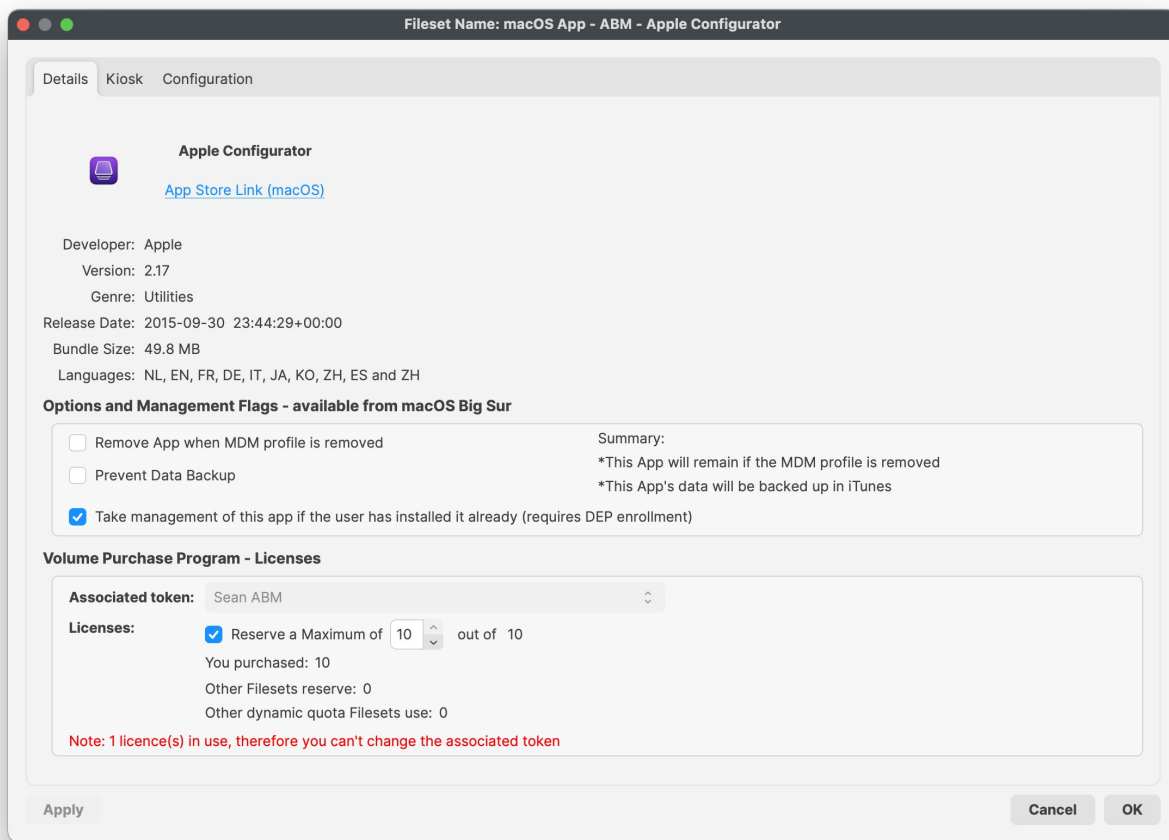 Fileset Name: macOS App - ABM - Apple Configurator
Details Kiosk Configuration
Apple Configurator
App Store Link (macOS)
Developer: Apple
Version: 2.17
Genre: Utilities
Release Date: 2015-09-30 23:44:29+00:00
Bundle Size: 49.8 MB
Languages: NL, EN, FR, DE, IT, JA, KO, ZH, ES and ZH
Options and Management Flags - available from macOS Big Sur
Remove App when MDM profile is removed
Prevent Data Backup
Summary:
*This App will remain if the MDM profile is removed
*This App's data will be backed up in iTunes
Take management of this app if the user has installed it already (requires DEP enrollment)
Volume Purchase Program - Licenses
Associated token: Sean ABM
Licenses: Reserve a Maximum of 10 out of 10
You purchased: 10
Other Filesets reserve: 0
Other dynamic quota Filesets use: 0
Note: 1 licence(s) in use, therefore you can't change the associated token
Apply Cancel OK